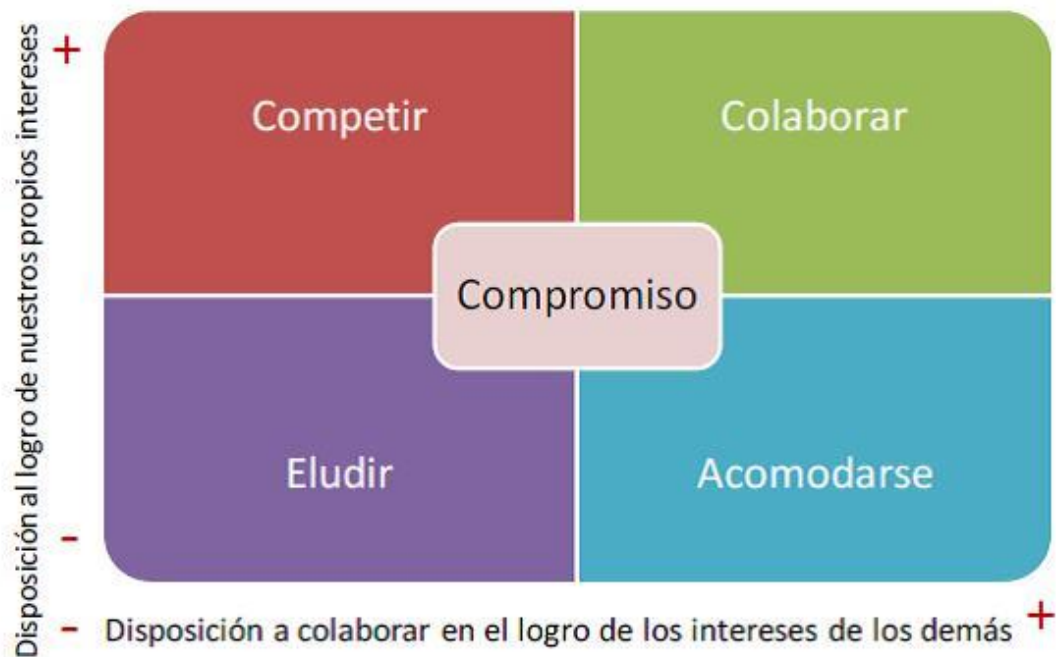 Disposición al logro de nuestros propios intereses
+
Competir
Colaborar
Compromiso
Eludir
Acomodarse
-
- Disposición a colaborar en el logro de los intereses de los demás +